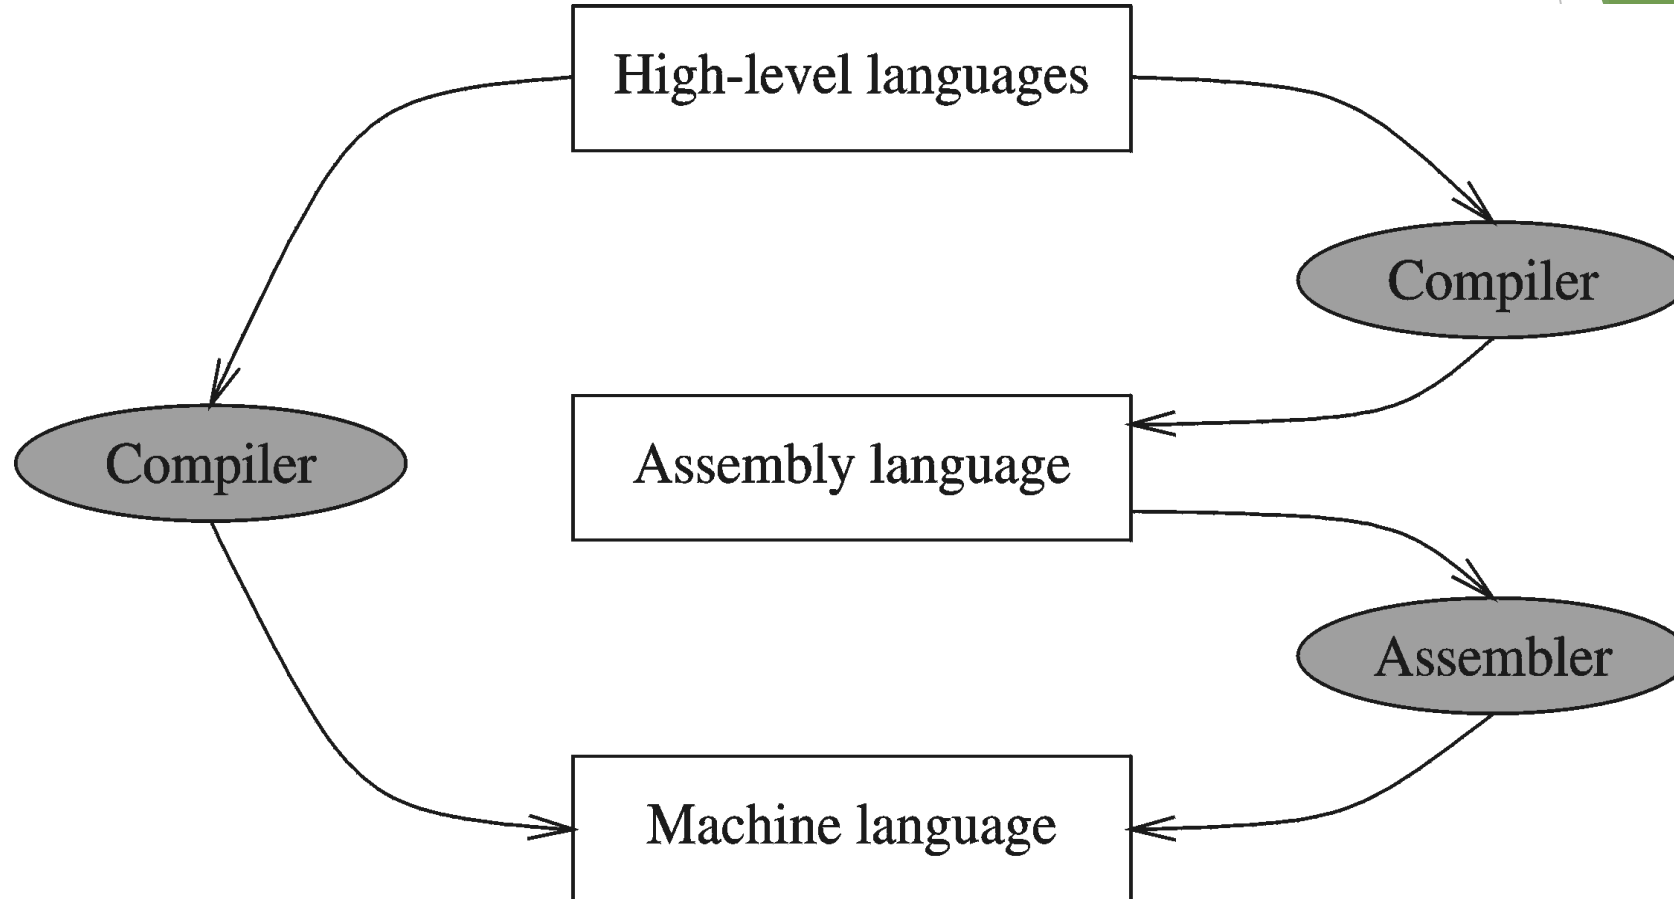 High-level languages
Compiler
Compiler
Assembly language
Assembler
Machine language